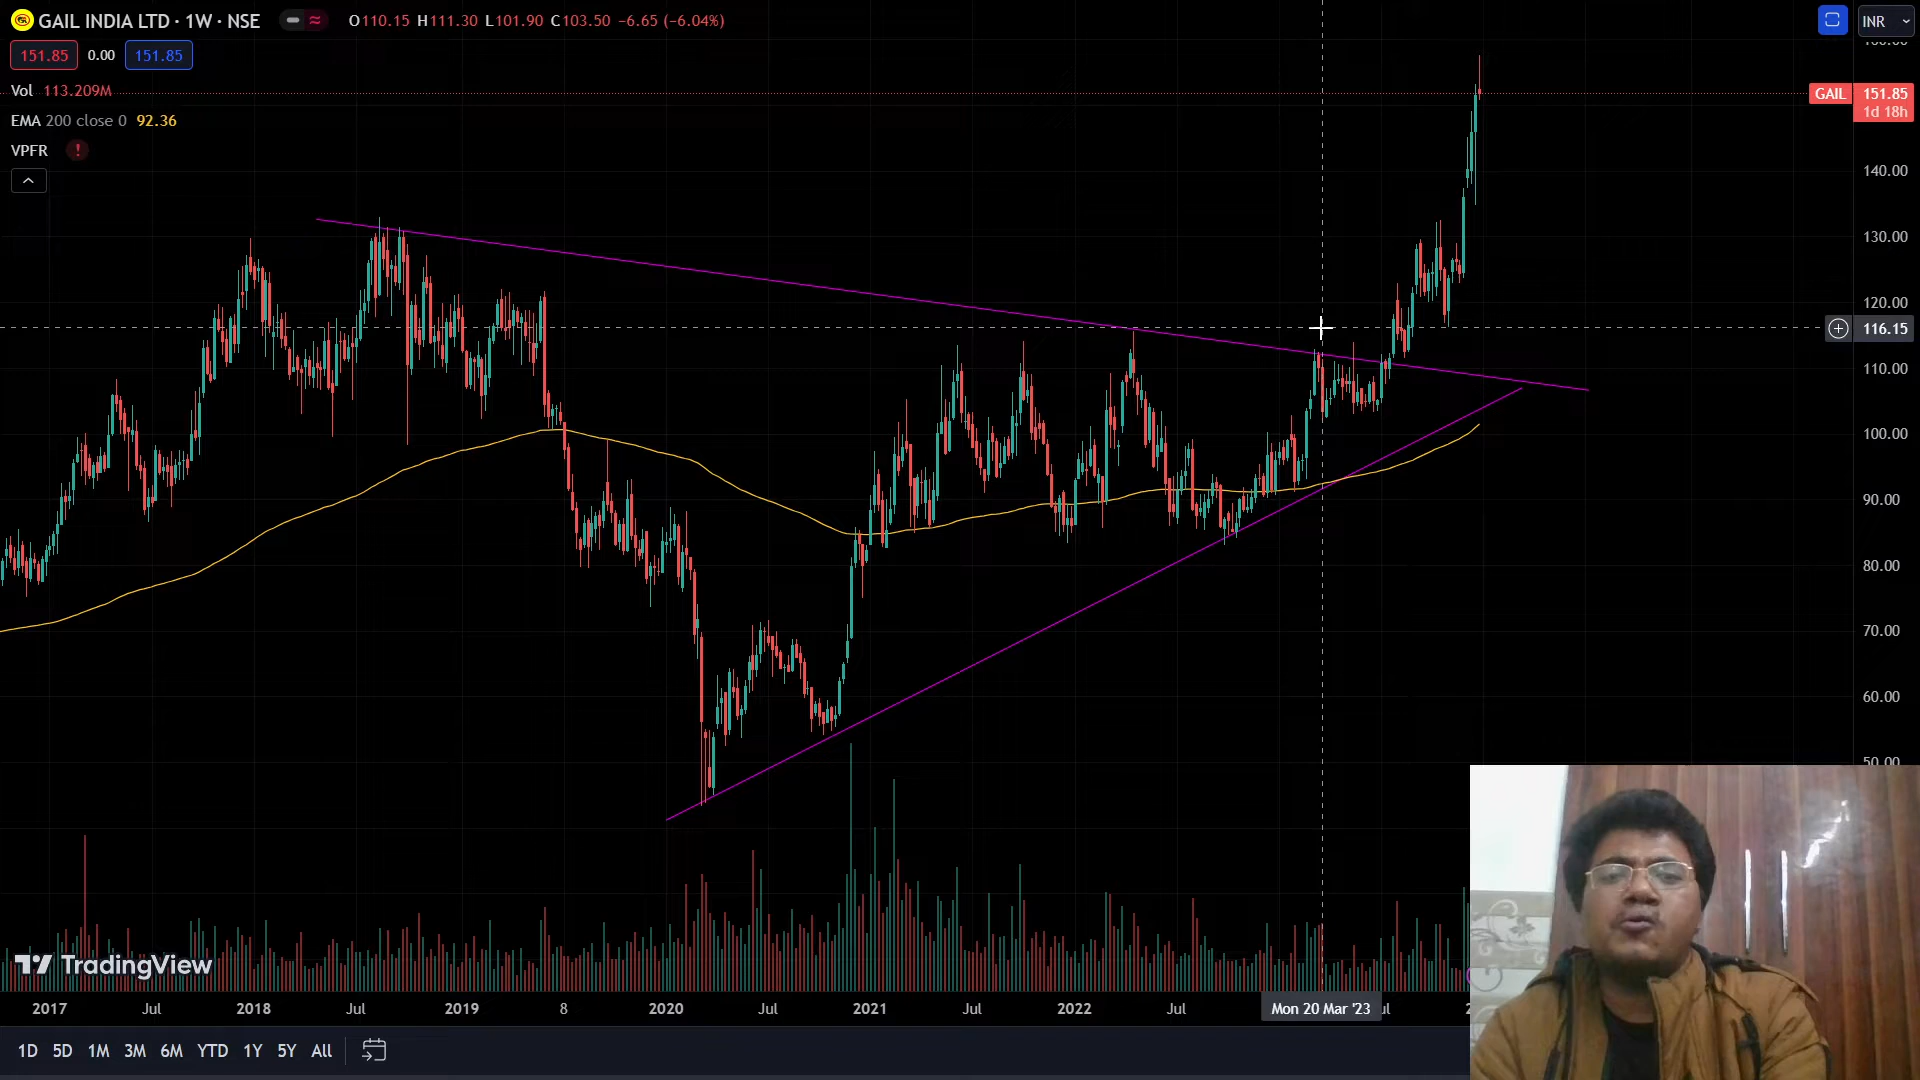 GAIL INDIA LTD · 1W · NSE O110.15 H111.30 L101.90 C103.50 −6.65 (−6.04%)
INR
151.85 0.00 151.85
Vol 113.209M
GAIL 151.85
1d 18h
EMA 200 close 0 92.36
VPFR !
140.00
130.00
120.00
116.15
110.00
100.00
90.00
80.00
70.00
60.00
50.00
TradingView
2017 Jul 2018 Jul 2019 8 2020 Jul 2021 Jul 2022 Jul Mon 20 Mar '23
1D 5D 1M 3M 6M YTD 1Y 5Y All